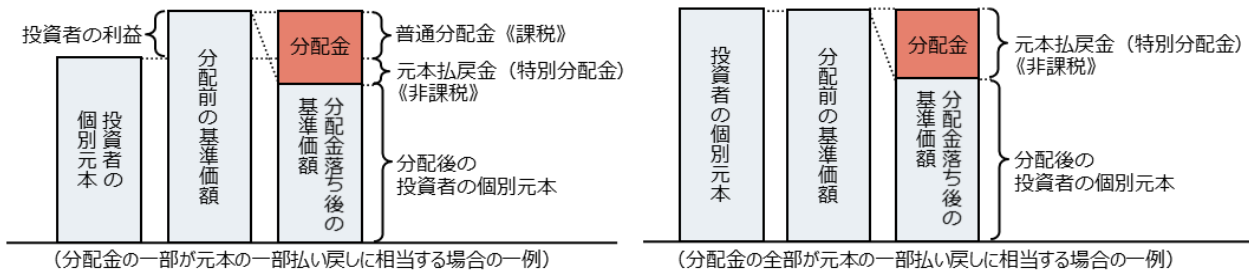 投資者の利益
投資者の
個別元本
分配前の基準価額
分配金
分配金落ち後の
基準価額
普通分配金《課税》
元本払戻金（特別分配金）
《非課税》
分配後の
投資者の個別元本
（分配金の一部が元本の一部払い戻しに相当する場合の一例）
投資者の個別元本
分配前の基準価額
分配金
分配金落ち後の
基準価額
元本払戻金（特別分配金）
《非課税》
分配後の
投資者の個別元本
（分配金の全部が元本の一部払い戻しに相当する場合の一例）